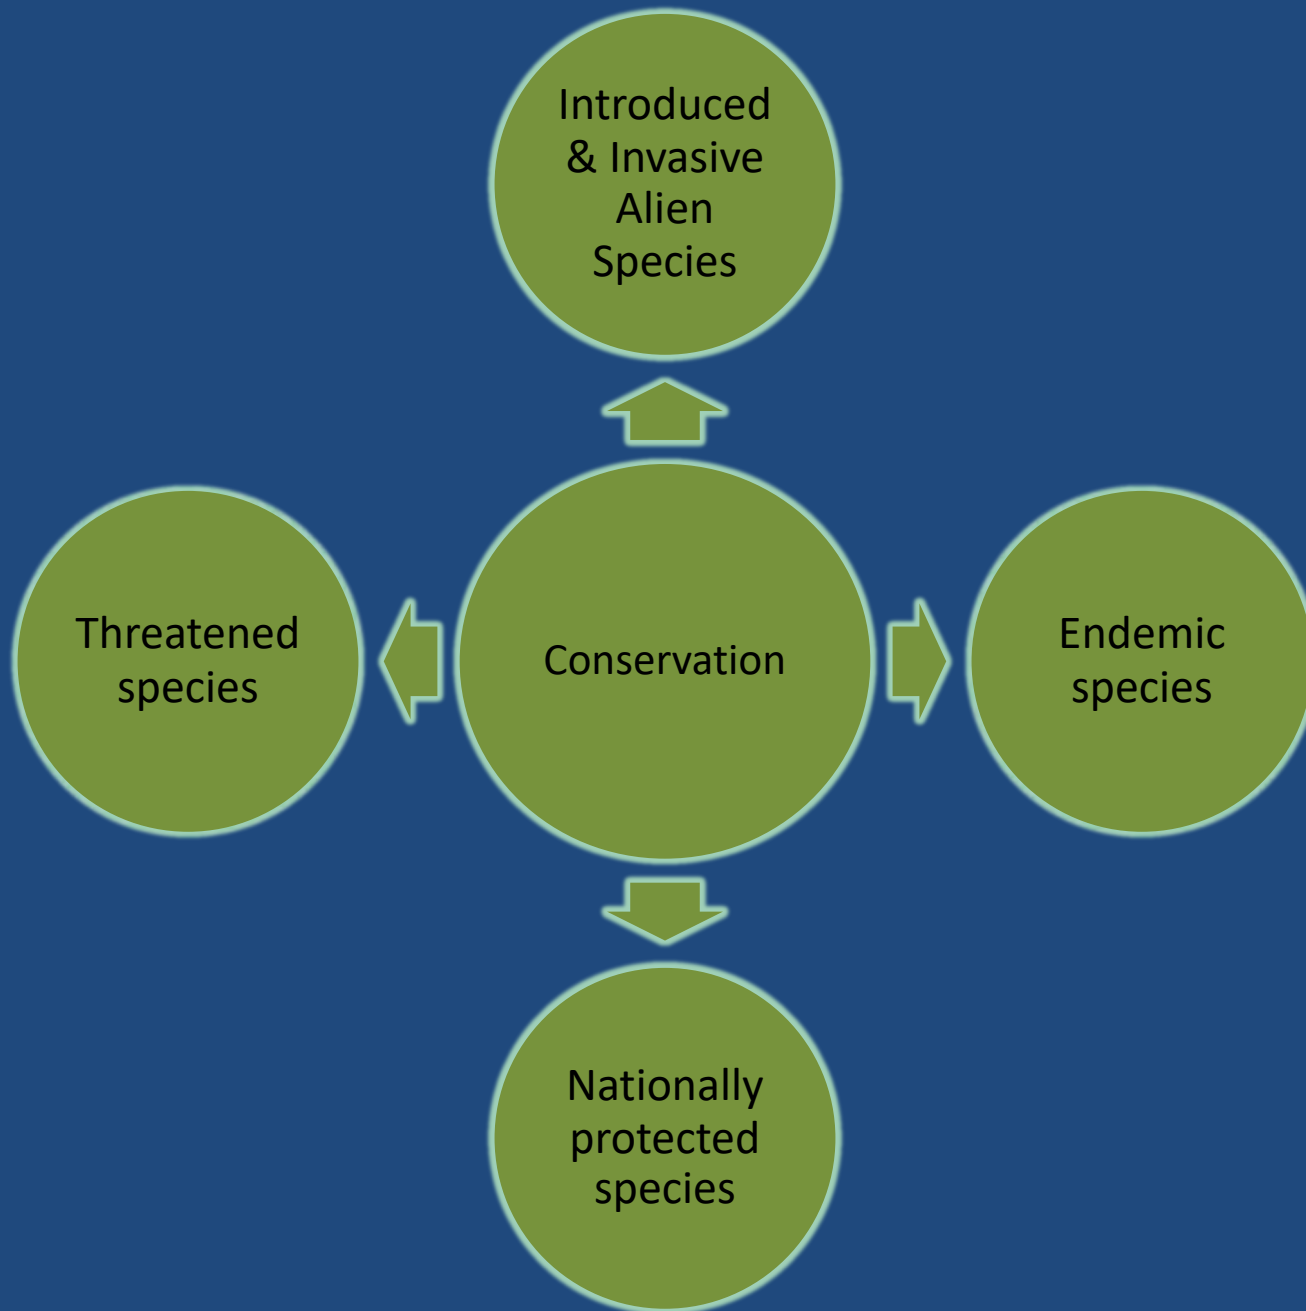 Introduced
& Invasive
Alien
Species
Threatened
species
Conservation
Endemic
species
Nationally
protected
species